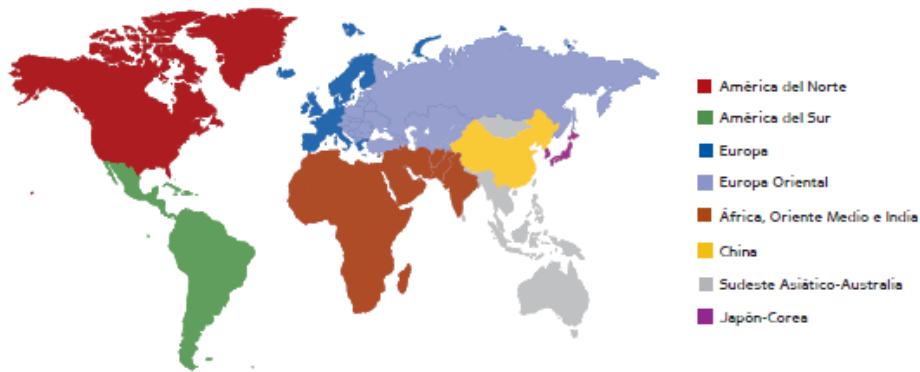 América del Norte
América del Sur
Europa
Europa Oriental
África, Oriente Medio e India
China
Sudeste Asiático-Australia
Japón-Corea